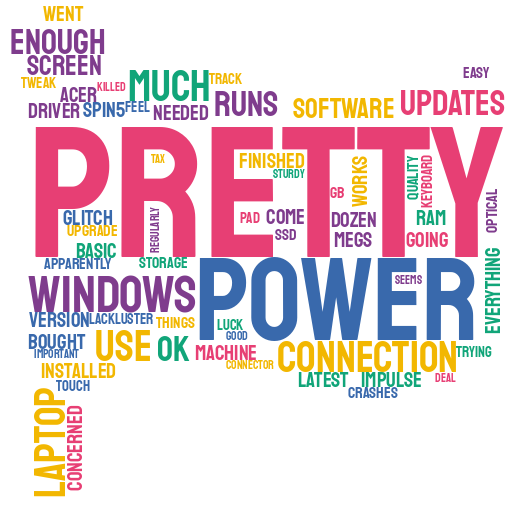 WENT
ENOUGH
SCREEN
EASY
TWEAK
KILLED
MUCH
TRACK
ACER
DRIVER
SPIN5
FEEL
NEEDED
RUNS
SOFTWARE
UPDATES
PRETTY
TAX
FINISHED
STURDY
GB
WORKS
QUALITY
KEYBOARD
OPTICAL
GLITCH
UPGRADE
REGULARLY
PAD
COME
SSD
DOZEN
MEGS
RAM
GOING
BASIC
APPARENTLY
STORAGE
EVERYTHING
WINDOWS
POWER
SEEMS
VERSION
LACKLUSTER
THINGS
LUCK
GOOD
BOUGHT
IMPORTANT
USE
OK
MACHINE
CONNECTOR
CONNECTION
TRYING
INSTALLED
TOUCH
LATEST
IMPULSE
DEAL
CRASHES
LAPTOP
CONCERNED